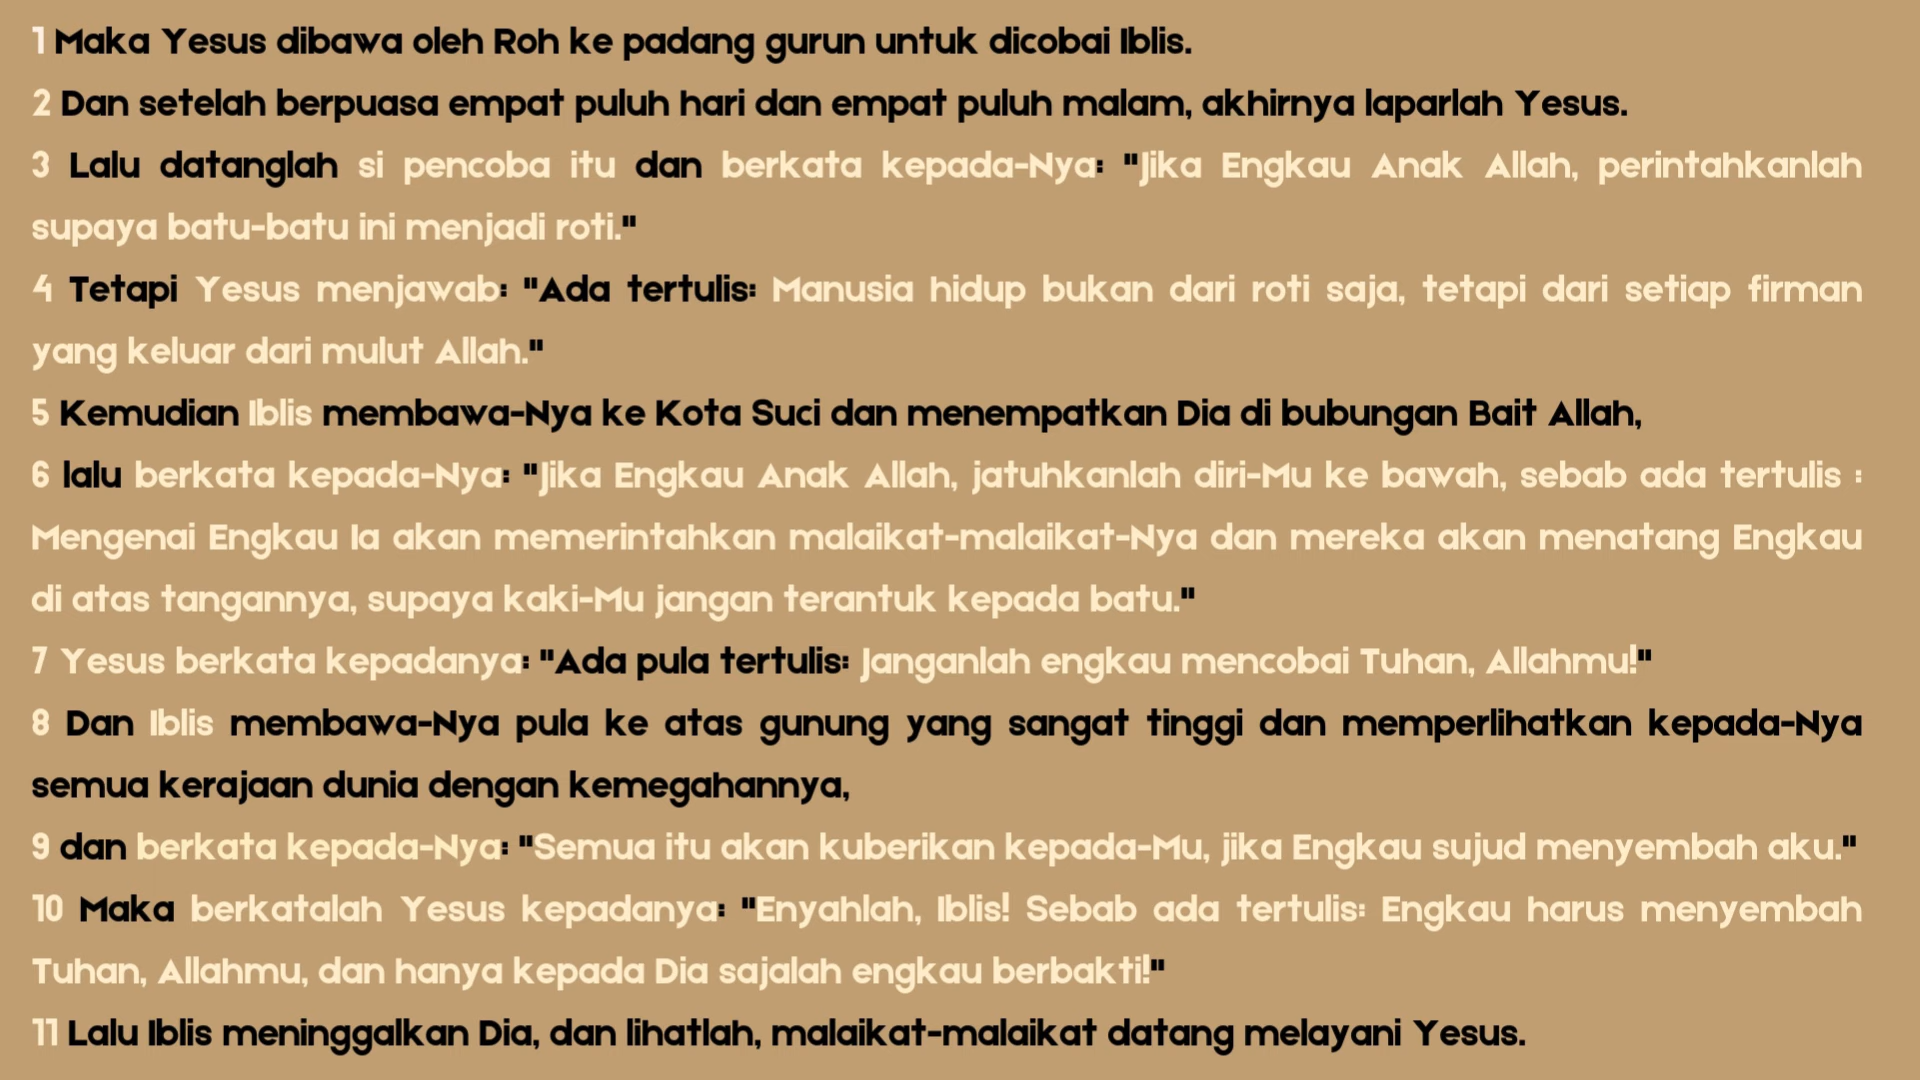 1 Maka Yesus dibawa oleh Roh ke padang gurun untuk dicobai Iblis.
2 Dan setelah berpuasa empat puluh hari dan empat puluh malam, akhirnya laparlah Yesus.
3 Lalu datanglah si pencoba itu dan berkata kepada-Nya: "Jika Engkau Anak Allah, perintahkanlah
supaya batu-batu ini menjadi roti."
4 Tetapi Yesus menjawab: "Ada tertulis: Manusia hidup bukan dari roti saja, tetapi dari setiap firman
yang keluar dari mulut Allah."
5 Kemudian Iblis membawa-Nya ke Kota Suci dan menempatkan Dia di bubungan Bait Allah,
6 lalu berkata kepada-Nya: "Jika Engkau Anak Allah, jatuhkanlah diri-Mu ke bawah, sebab ada tertulis :
Mengenai Engkau Ia akan memerintahkan malaikat-malaikat-Nya dan mereka akan menatang Engkau
di atas tangannya, supaya kaki-Mu jangan terantuk kepada batu."
7 Yesus berkata kepadanya: "Ada pula tertulis: Janganlah engkau mencobai Tuhan, Allahmu!"
8 Dan Iblis membawa-Nya pula ke atas gunung yang sangat tinggi dan memperlihatkan kepada-Nya
semua kerajaan dunia dengan kemegahannya,
9 dan berkata kepada-Nya: "Semua itu akan kuberikan kepada-Mu, jika Engkau sujud menyembah aku."
10 Maka berkatalah Yesus kepadanya: "Enyahlah, Iblis! Sebab ada tertulis: Engkau harus menyembah
Tuhan, Allahmu, dan hanya kepada Dia sajalah engkau berbakti!"
11 Lalu Iblis meninggalkan Dia, dan lihatlah, malaikat-malaikat datang melayani Yesus.